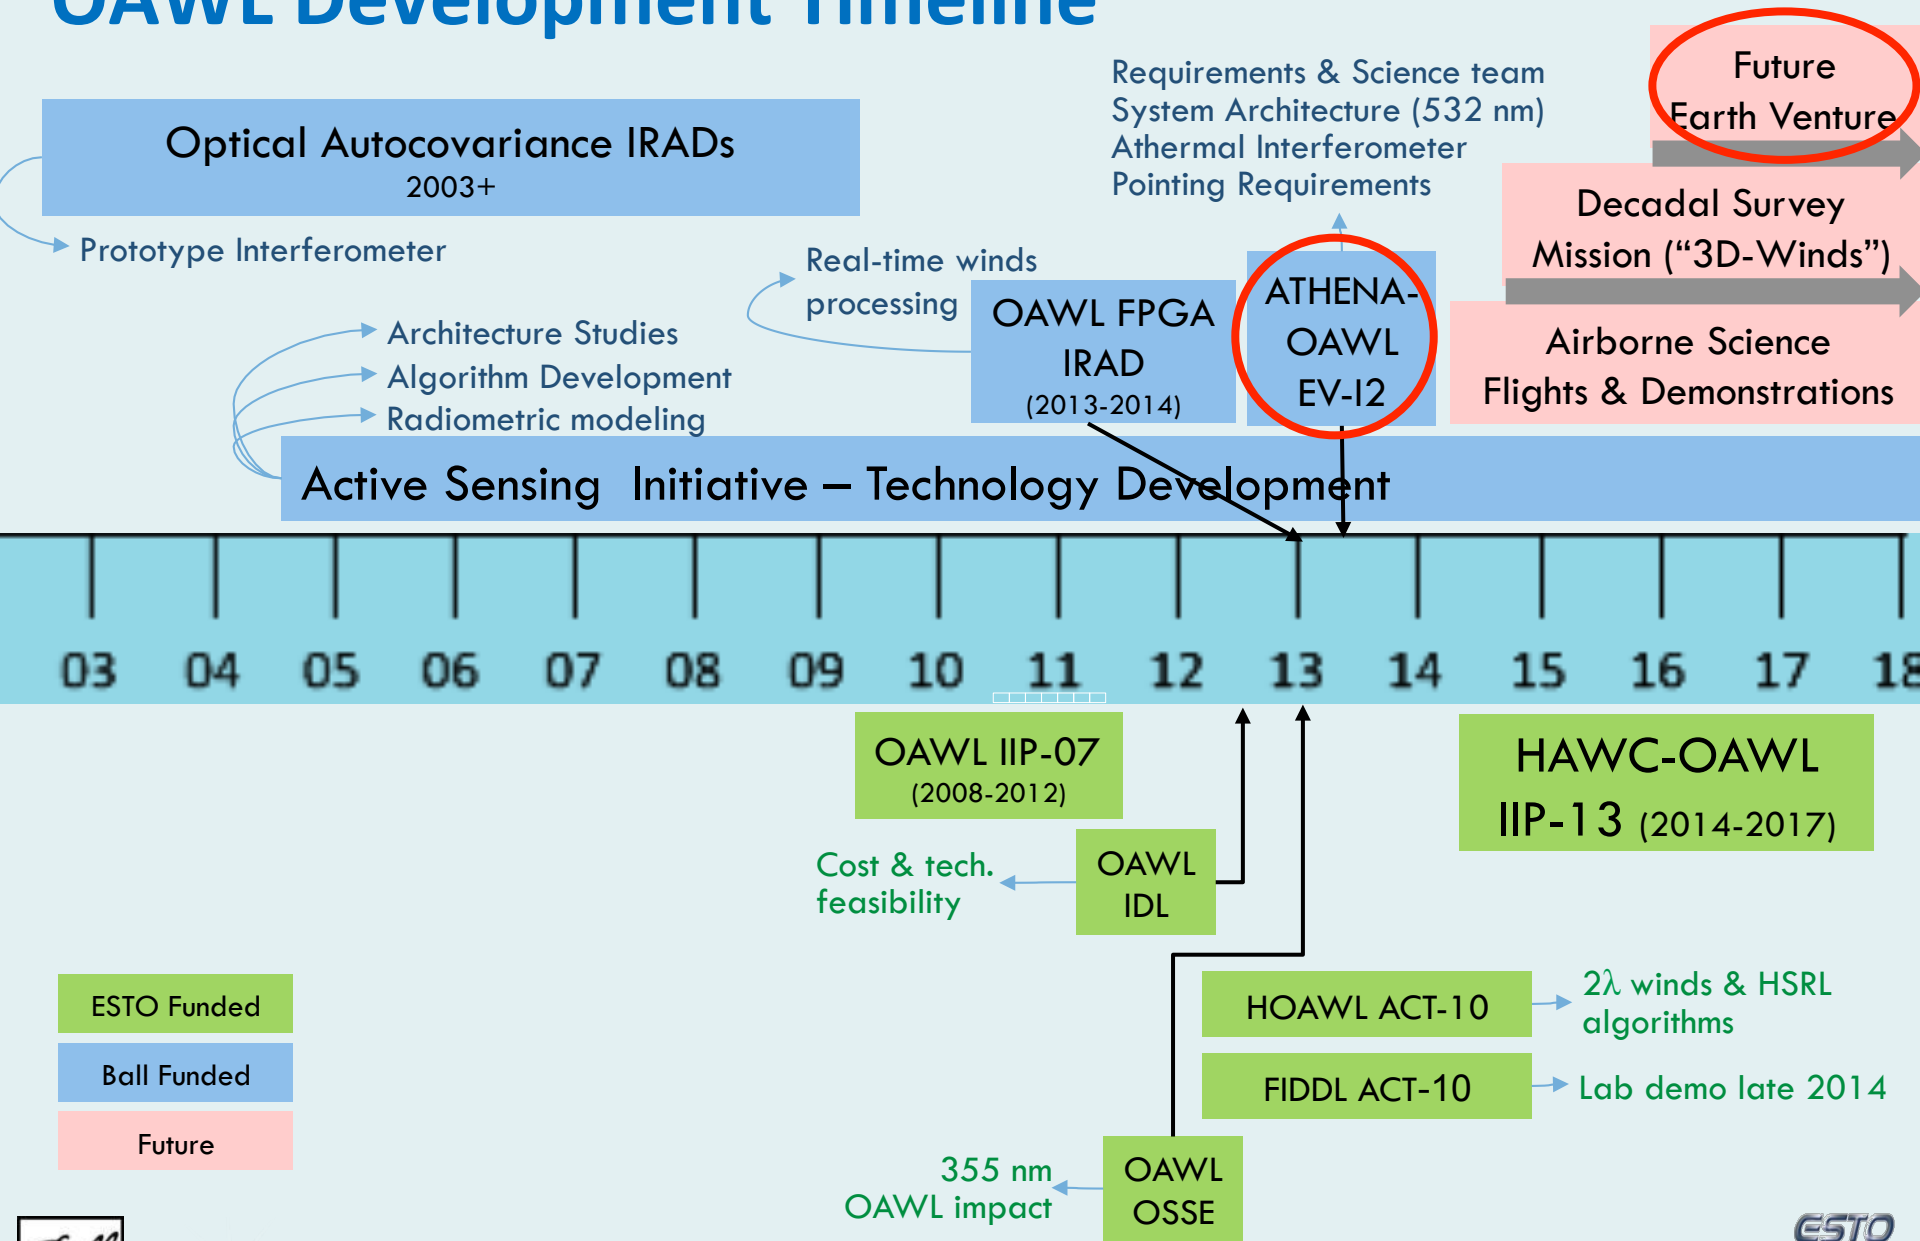 OAWL Development Timeline
Optical Autocovariance IRADs
2003+
Prototype Interferometer
Architecture Studies
Algorithm Development
Radiometric modeling
Real-time winds
processing
OAWL FPGA
IRAD
(2013-2014)
Requirements & Science team
System Architecture (532 nm)
Athermal Interferometer
Pointing Requirements
ATHENA-
OAWL
EV-I2
Future
Earth Venture
Decadal Survey
Mission (“3D-Winds”)
Airborne Science
Flights & Demonstrations
Active Sensing Initiative – Technology Development
03 04 05 06 07 08 09 10 11 12 13 14 15 16 17 18
OAWL IIP-07
(2008-2012)
HAWC-OAWL
IIP-13 (2014-2017)
Cost & tech.
feasibility
OAWL
IDL
HOAWL ACT-10
2λ winds & HSRL
algorithms
FIDDL ACT-10
Lab demo late 2014
355 nm
OAWL impact
OAWL
OSSE
ESTO Funded
Ball Funded
Future
ESTO